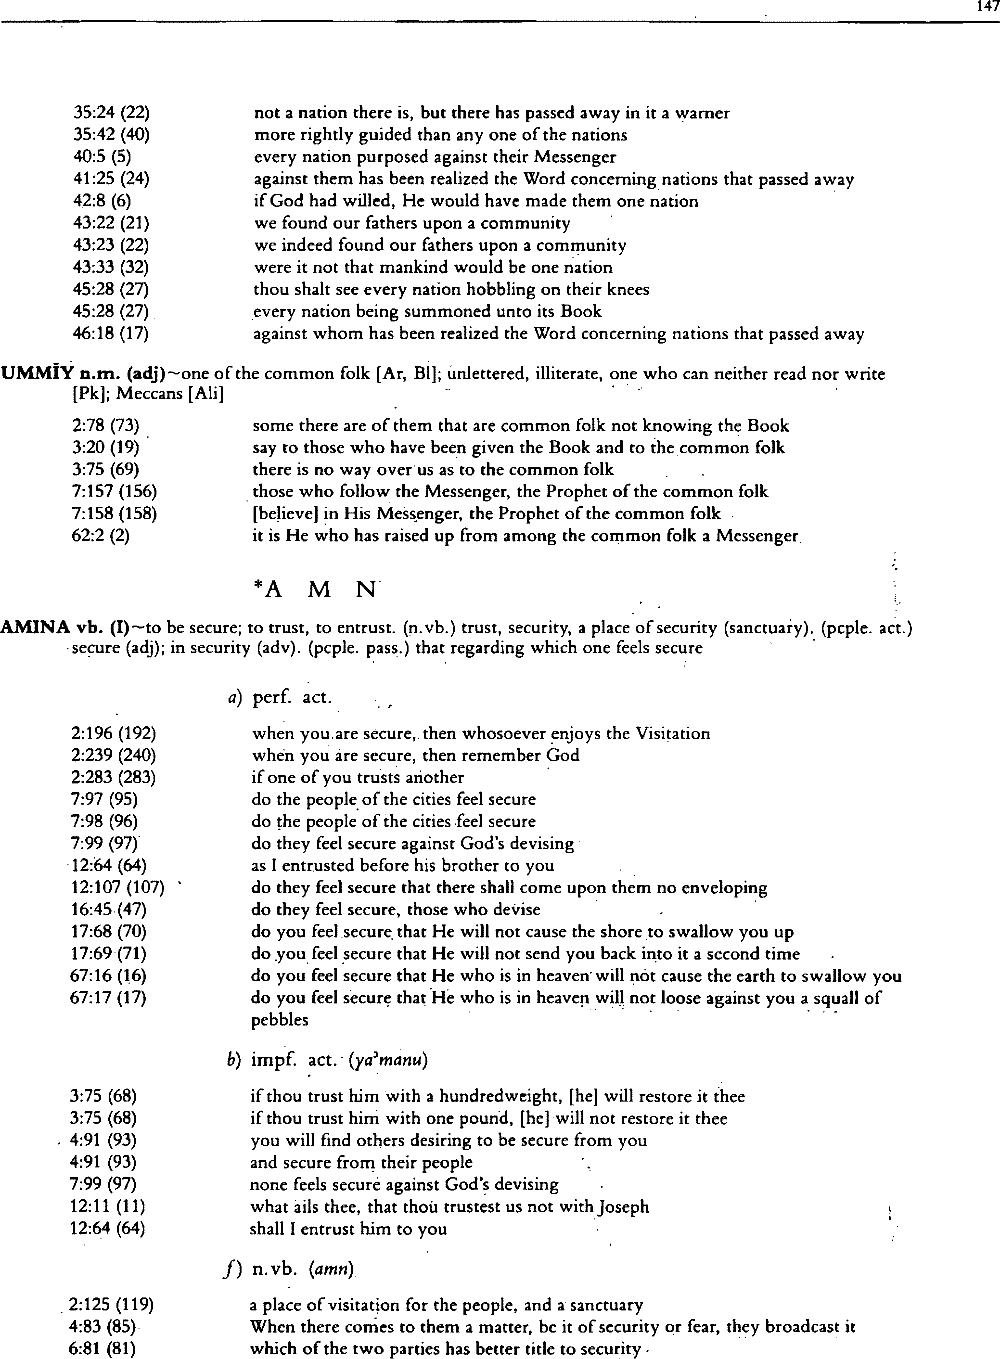 147
35:24 (22) not a nation there is, but there has passed away in it a warner
35:42 (40) more rightly guided than any one of the nations
40:5 (5) every nation purposed against their Messenger
41:25 (24) against them has been realized the Word concerning nations that passed away
42:8 (6) if God had willed, He would have made them one nation
43:22 (21) we found our fathers upon a community
43:23 (22) we indeed found our fathers upon a community
43:33 (32) were it not that mankind would be one nation
45:28 (27) thou shalt see every nation hobbling on their knees
45:28 (27) every nation being summoned unto its Book
46:18 (17) against whom has been realized the Word concerning nations that passed away
UMMĪY n.m. (adj)~one of the common folk [Ar, Bl]; unlettered, illiterate, one who can neither read nor write
[Pk]; Meccans [Ali]
2:78 (73) some there are of them that are common folk not knowing the Book
3:20 (19) say to those who have been given the Book and to the common folk
3:75 (69) there is no way over us as to the common folk
7:157 (156) those who follow the Messenger, the Prophet of the common folk
7:158 (158) [believe] in His Messenger, the Prophet of the common folk
62:2 (2) it is He who has raised up from among the common folk a Messenger
*A M N
AMINA vb. (I)~to be secure; to trust, to entrust. (n.vb.) trust, security, a place of security (sanctuary). (pcple. act.)
secure (adj); in security (adv). (pcple. pass.) that regarding which one feels secure
a) perf. act.
2:196 (192) when you are secure, then whosoever enjoys the Visitation
2:239 (240) when you are secure, then remember God
2:283 (283) if one of you trusts another
7:97 (95) do the people of the cities feel secure
7:98 (96) do the people of the cities feel secure
7:99 (97) do they feel secure against God's devising
12:64 (64) as I entrusted before his brother to you
12:107 (107) do they feel secure that there shall come upon them no enveloping
16:45 (47) do they feel secure, those who devise
17:68 (70) do you feel secure that He will not cause the shore to swallow you up
17:69 (71) do you feel secure that He will not send you back into it a second time
67:16 (16) do you feel secure that He who is in heaven will not cause the earth to swallow you
67:17 (17) do you feel secure that He who is in heaven will not loose against you a squall of
pebbles
b) impf. act. (yaʾmanu)
3:75 (68) if thou trust him with a hundredweight, [he] will restore it thee
3:75 (68) if thou trust him with one pound, [he] will not restore it thee
4:91 (93) you will find others desiring to be secure from you
4:91 (93) and secure from their people
7:99 (97) none feels secure against God's devising
12:11 (11) what ails thee, that thou trustest us not with Joseph
12:64 (64) shall I entrust him to you
f) n.vb. (amn)
2:125 (119) a place of visitation for the people, and a sanctuary
4:83 (85) When there comes to them a matter, be it of security or fear, they broadcast it
6:81 (81) which of the two parties has better title to security